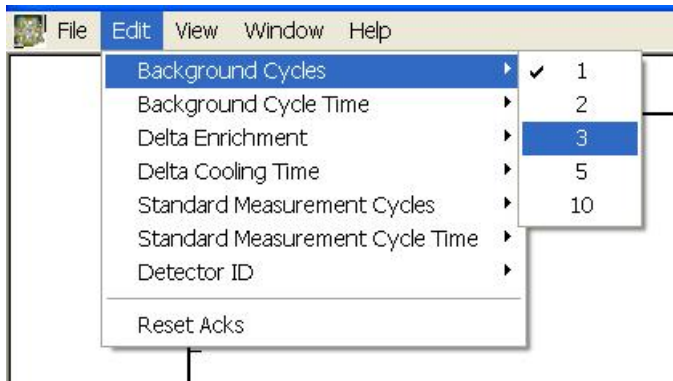 File Edit View Window Help
Background Cycles
Background Cycle Time
Delta Enrichment
Delta Cooling Time
Standard Measurement Cycles
Standard Measurement Cycle Time
Detector ID
Reset Acks
✓ 1
2
3
5
10